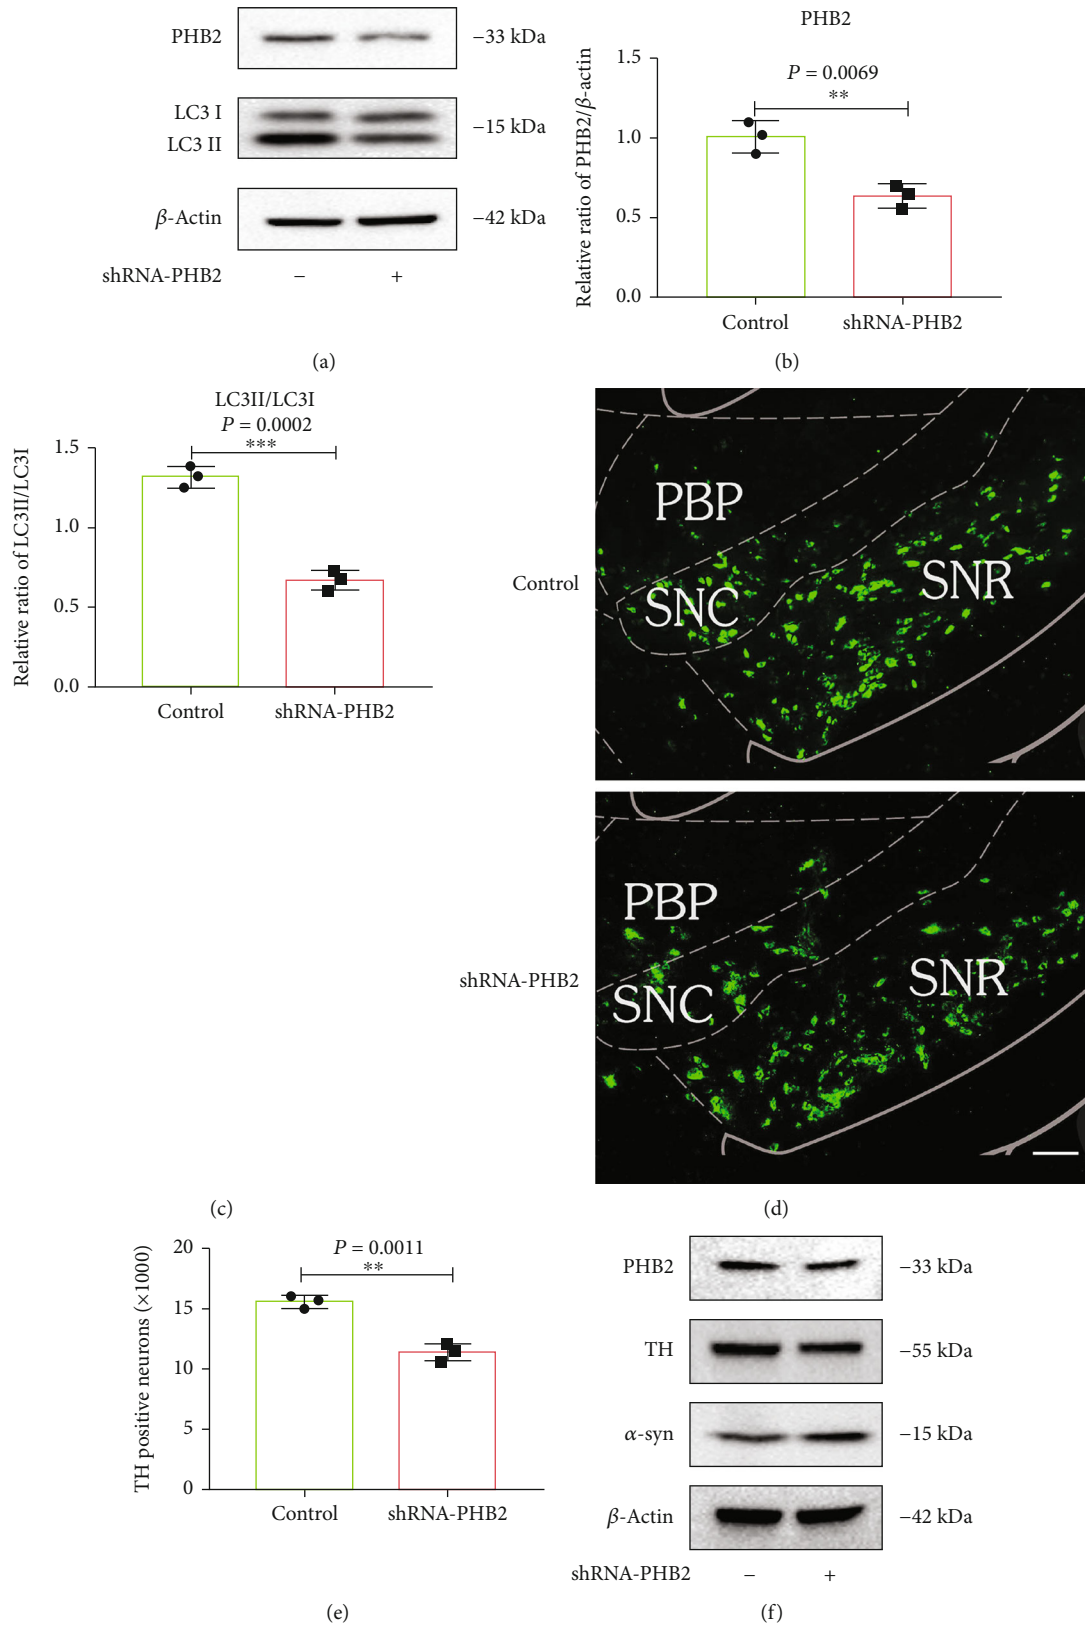 PHB2
−33 kDa
LC3 I
LC3 II
−15 kDa
β-Actin
−42 kDa
shRNA-PHB2
−
+
(a)
PHB2
P = 0.0069
**
Relative ratio of PHB2/β-actin
1.5
1.0
0.5
0.0
Control
shRNA-PHB2
(b)
LC3II/LC3I
P = 0.0002
***
Relative ratio of LC3II/LC3I
1.5
1.0
0.5
0.0
Control
shRNA-PHB2
(c)
Control
PBP
SNC
SNR
shRNA-PHB2
PBP
SNC
SNR
(d)
P = 0.0011
**
TH positive neurons (×1000)
20
15
10
5
0
Control
shRNA-PHB2
(e)
PHB2
−33 kDa
TH
−55 kDa
α-syn
−15 kDa
β-Actin
−42 kDa
shRNA-PHB2
−
+
(f)